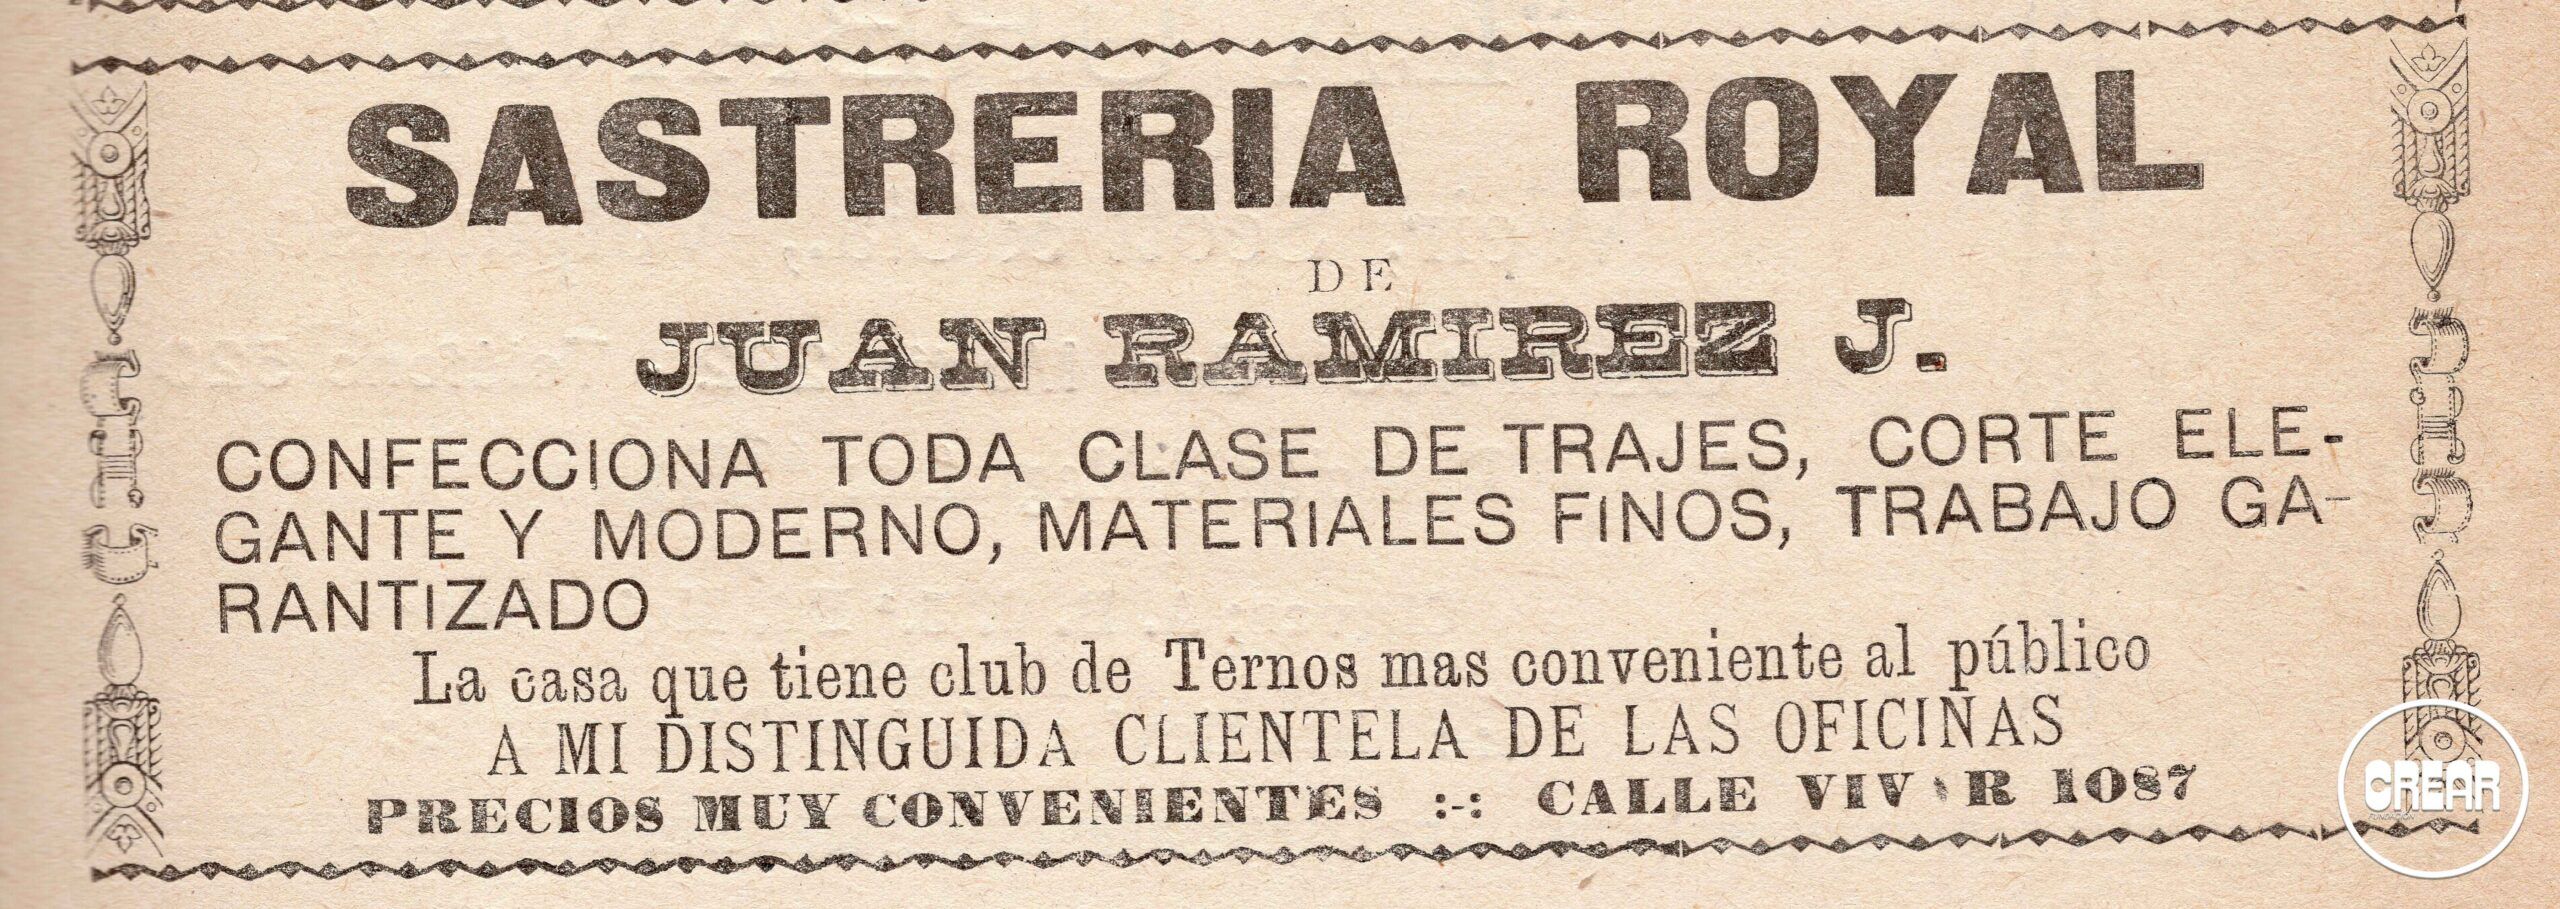 SASTRERIA ROYAL
DE
JUAN RAMIREZ J.
CONFECCIONA TODA CLASE DE TRAJES, CORTE ELE-
GANTE Y MODERNO, MATERIALES FINOS, TRABAJO GA-
RANTIZADO
La casa que tiene club de Ternos mas conveniente al público
A MI DISTINGUIDA CLIENTELA DE LAS OFICINAS
PRECIOS MUY CONVENIENTES :-: CALLE VIVAR 1087
CREAR
FUNDACIÓN